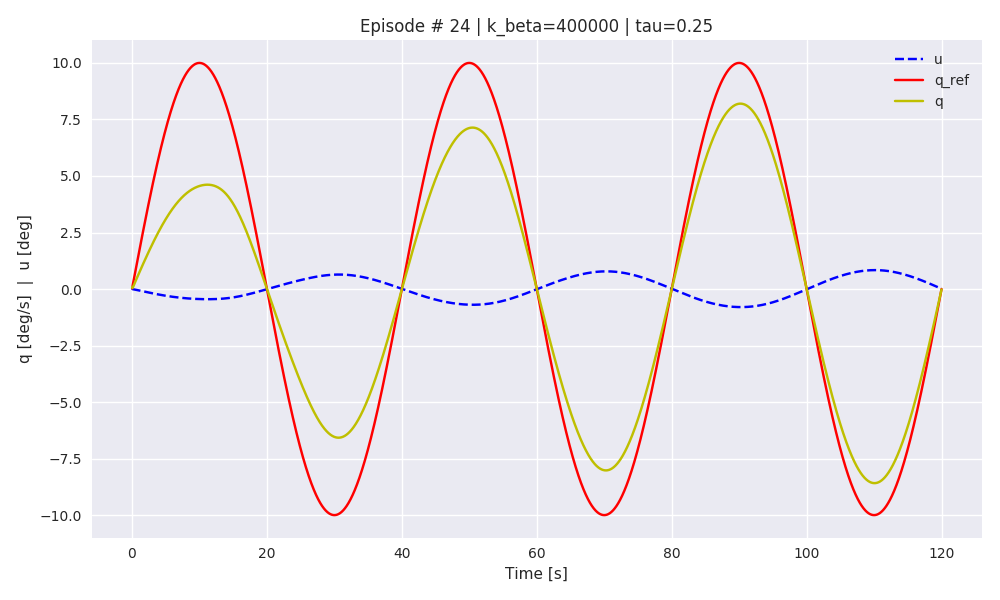 Episode # 24 | k_beta=400000 | tau=0.25
u
q_ref
q
10.0
7.5
5.0
2.5
0.0
−2.5
−5.0
−7.5
−10.0
q [deg/s] | u [deg]
0 20 40 60 80 100 120
Time [s]